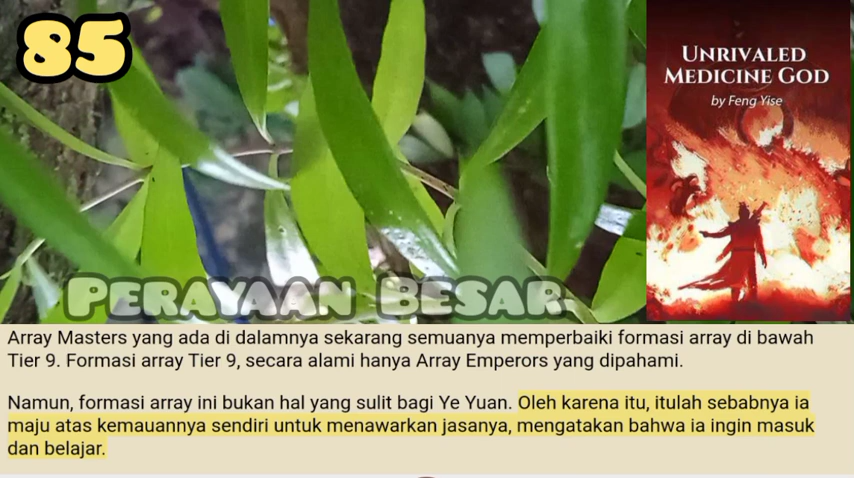 85
UNRIVALED
MEDICINE GOD
by Feng Yise
PERAYAAN BESAR.
Array Masters yang ada di dalamnya sekarang semuanya memperbaiki formasi array di bawah
Tier 9. Formasi array Tier 9, secara alami hanya Array Emperors yang dipahami.
Namun, formasi array ini bukan hal yang sulit bagi Ye Yuan. Oleh karena itu, itulah sebabnya ia
maju atas kemauannya sendiri untuk menawarkan jasanya, mengatakan bahwa ia ingin masuk
dan belajar.